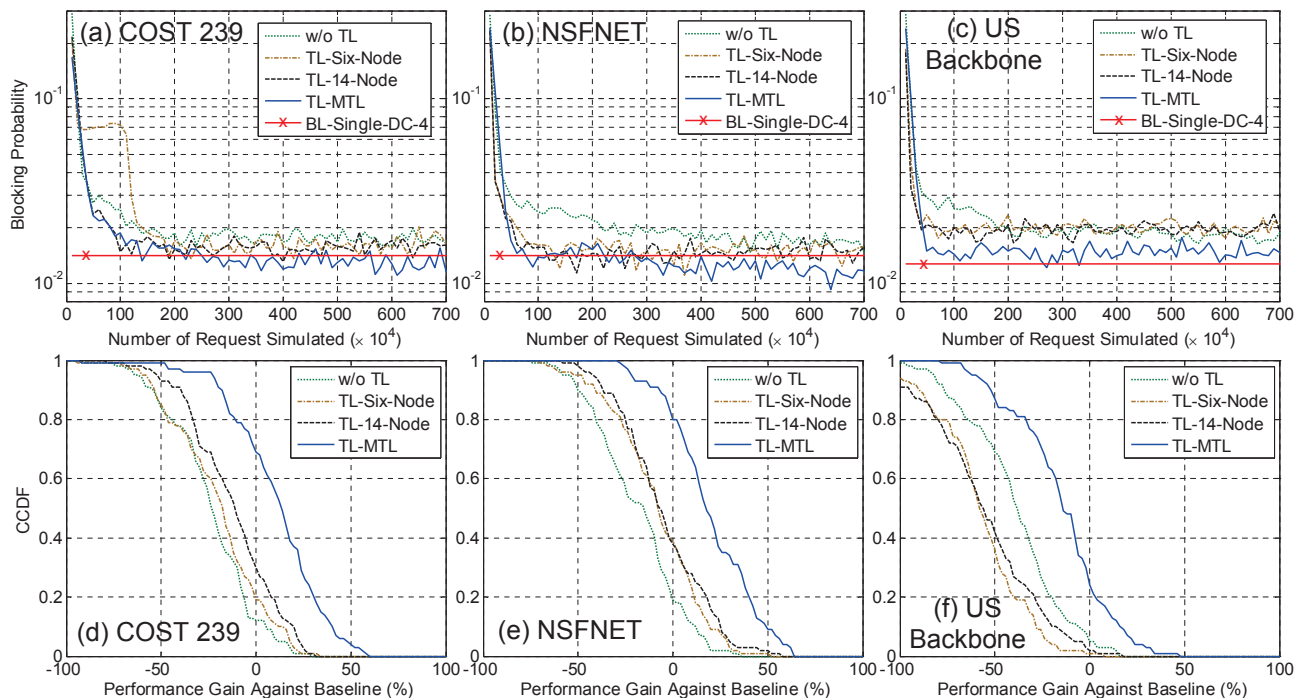 (a) COST 239
w/o TL
TL-Six-Node
TL-14-Node
TL-MTL
BL-Single-DC-4
Blocking Probability
10-1
10-2
0 100 200 300 400 500 600 700
Number of Request Simulated (× 10^4)
(b) NSFNET
w/o TL
TL-Six-Node
TL-14-Node
TL-MTL
BL-Single-DC-4
10-1
10-2
0 100 200 300 400 500 600 700
Number of Request Simulated (× 10^4)
(c) US
Backbone
w/o TL
TL-Six-Node
TL-14-Node
TL-MTL
BL-Single-DC-4
10-1
10-2
0 100 200 300 400 500 600 700
Number of Request Simulated (× 10^4)
w/o TL
TL-Six-Node
TL-14-Node
TL-MTL
CCDF
1
0.8
0.6
0.4
0.2
0
(d) COST 239
-100 -50 0 50 100
Performance Gain Against Baseline (%)
w/o TL
TL-Six-Node
TL-14-Node
TL-MTL
1
0.8
0.6
0.4
0.2
0
(e) NSFNET
-100 -50 0 50 100
Performance Gain Against Baseline (%)
w/o TL
TL-Six-Node
TL-14-Node
TL-MTL
1
0.8
0.6
0.4
0.2
0
(f) US
Backbone
-100 -50 0 50 100
Performance Gain Against Baseline (%)